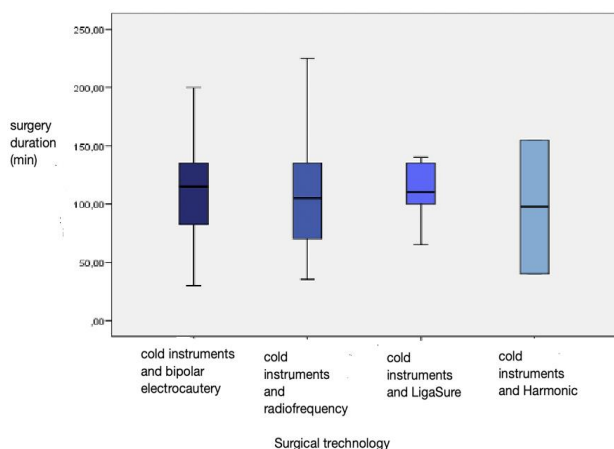 250,00
200,00
surgery
duration
(min)
150,00
100,00
50,00
,00
cold instruments
and bipolar
electrocautery
cold
instruments
and
radiofrequency
cold
instruments
and LigaSure
cold
instruments
and Harmonic
Surgical trechnology